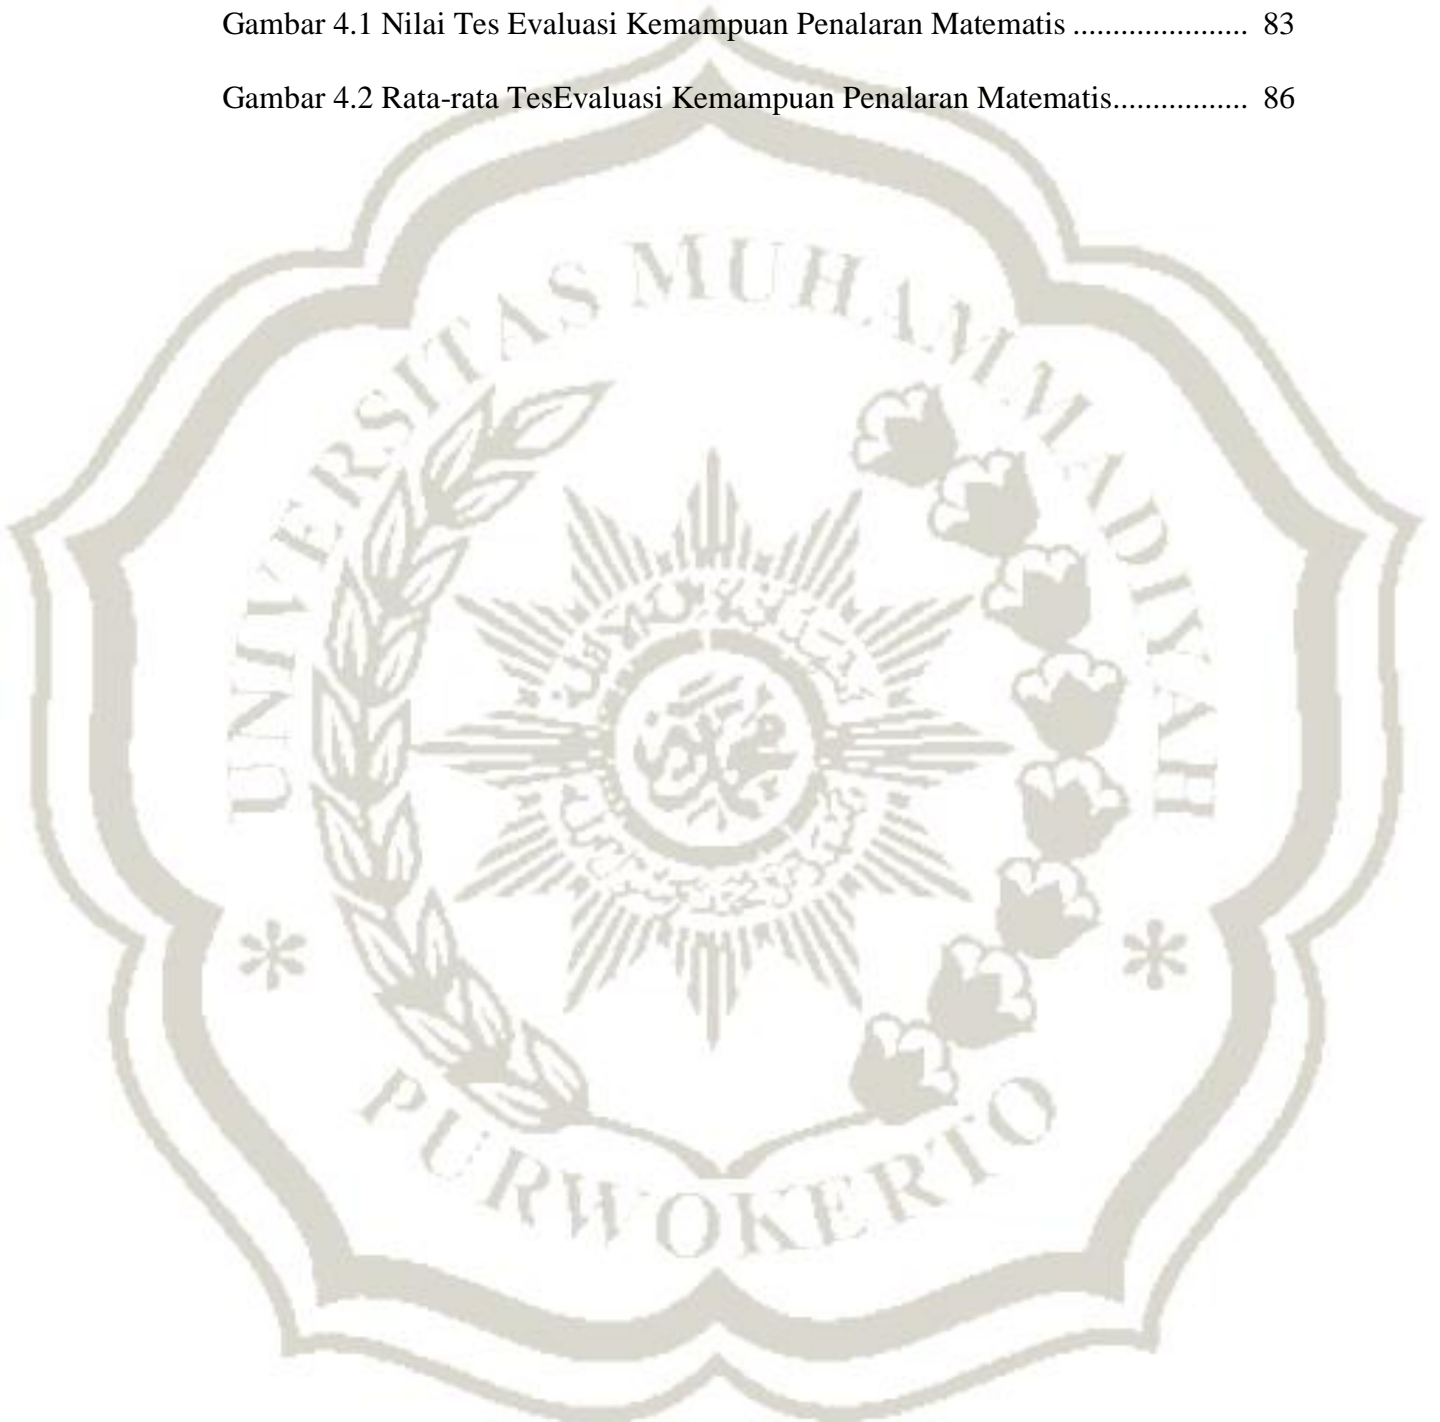 Gambar 4.1 Nilai Tes Evaluasi Kemampuan Penalaran Matematis ...................... 83
Gambar 4.2 Rata-rata TesEvaluasi Kemampuan Penalaran Matematis................. 86
UNIVERSITAS MUHAMMADIYAH
PURWOKERTO